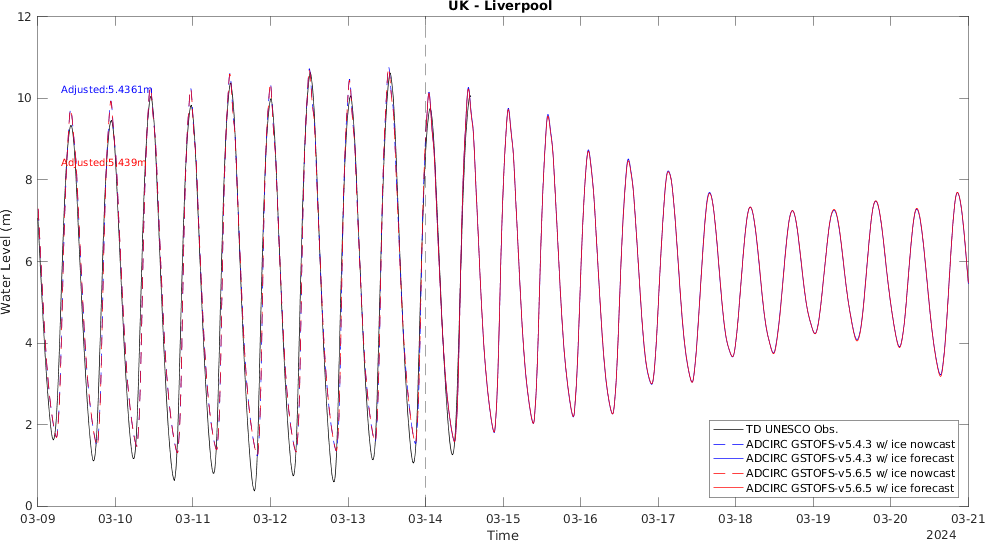 UK - Liverpool
12
10
8
6
4
2
0
Water Level (m)
Adjusted:5.4361m
Adjusted:5.439m
TD UNESCO Obs.
ADCIRC GSTOFS-v5.4.3 w/ ice nowcast
ADCIRC GSTOFS-v5.4.3 w/ ice forecast
ADCIRC GSTOFS-v5.6.5 w/ ice nowcast
ADCIRC GSTOFS-v5.6.5 w/ ice forecast
03-09 03-10 03-11 03-12 03-13 03-14 03-15 03-16 03-17 03-18 03-19 03-20 03-21
Time
2024